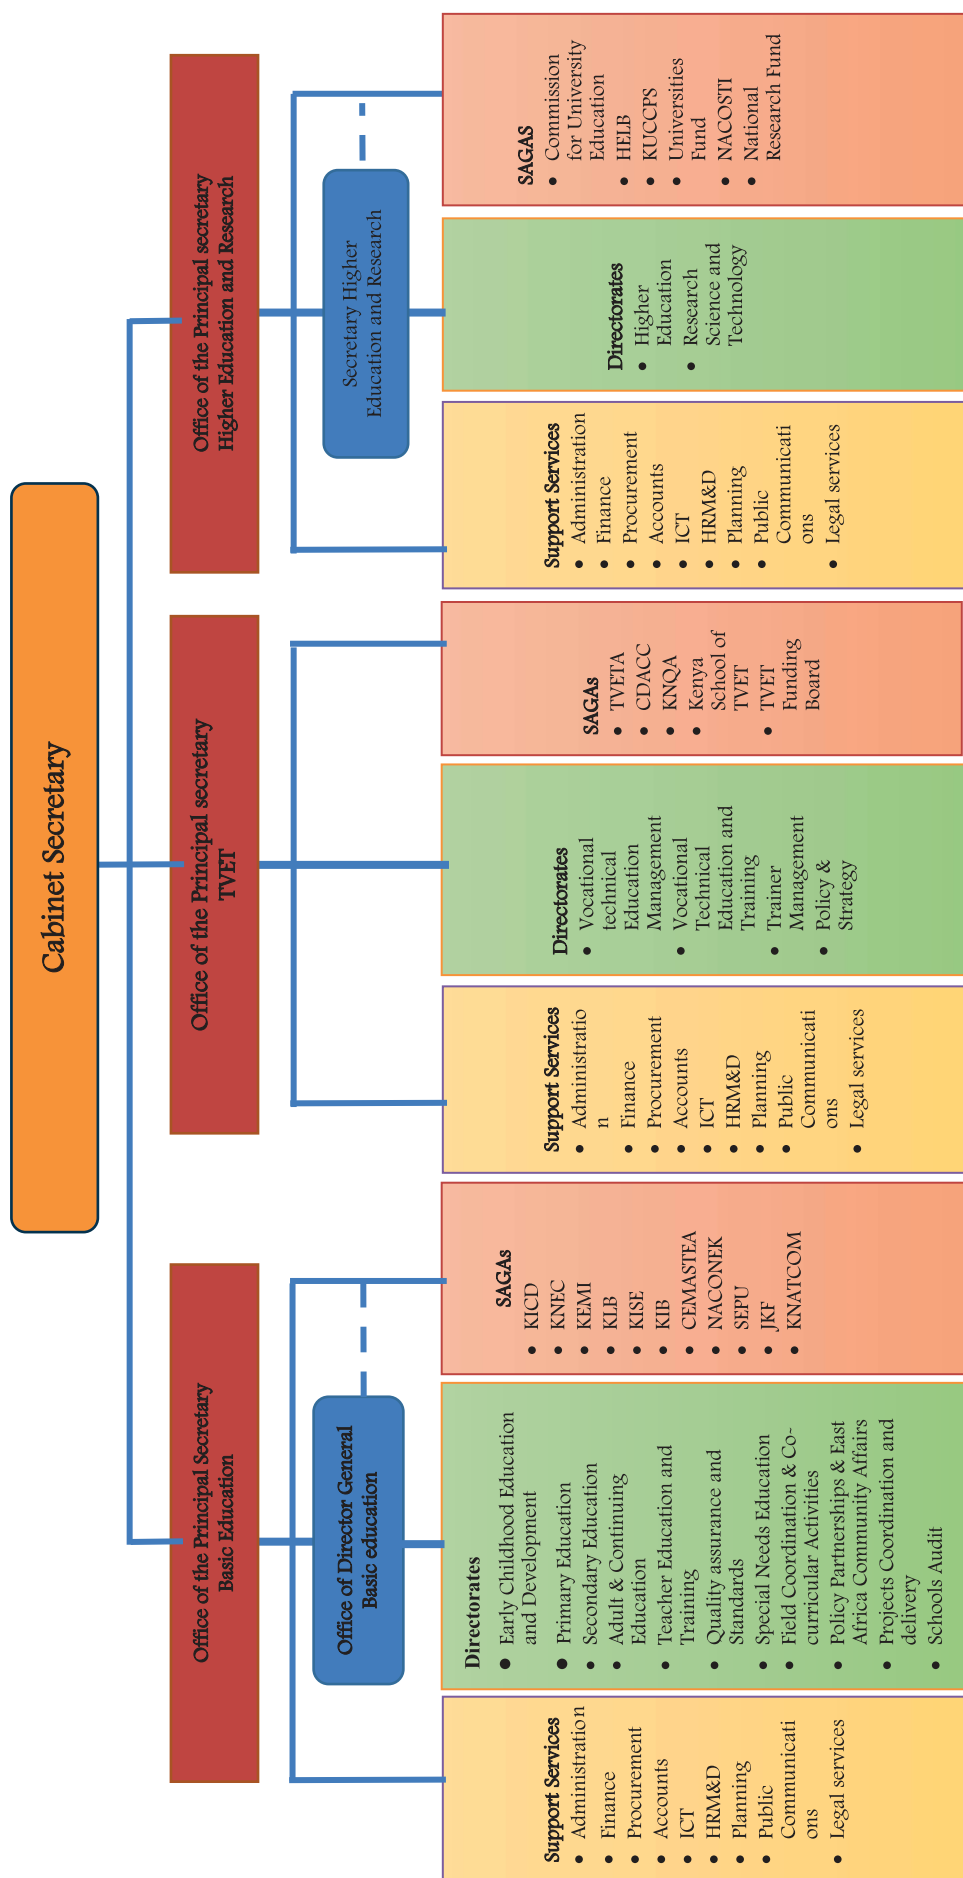 Cabinet Secretary
Office of the Principal Secretary
Basic Education
Office of the Principal secretary
TVET
Office of the Principal secretary
Higher Education and Research
Office of Director General
Basic education
Secretary Higher
Education and Research
Support Services
• Administration
• Finance
• Procurement
• Accounts
• ICT
• HRM&D
• Planning
• Public
Communicati
ons
• Legal services
Directorates
• Early Childhood Education
and Development
• Primary Education
• Secondary Education
• Adult & Continuing
Education
• Teacher Education and
Training
• Quality assurance and
Standards
• Special Needs Education
• Field Coordination & Co-
curricular Activities
• Policy Partnerships & East
Africa Community Affairs
• Projects Coordination and
delivery
• Schools Audit
SAGAs
• KICD
• KNEC
• KEMI
• KLB
• KISE
• KIB
• CEMASTEA
• NACONEK
• SEPU
• JKF
• KNATCOM
Support Services
• Administratio
n
• Finance
• Procurement
• Accounts
• ICT
• HRM&D
• Planning
• Public
Communicati
ons
• Legal services
Directorates
• Vocational
technical
Education
Management
• Vocational
Technical
Education and
Training
• Trainer
Management
• Policy &
Strategy
SAGAs
• TVETA
• CDACC
• KNQA
• Kenya
School of
TVET
• TVET
Funding
Board
Support Services
• Administration
• Finance
• Procurement
• Accounts
• ICT
• HRM&D
• Planning
• Public
Communicati
ons
• Legal services
Directorates
• Higher
Education
• Research
Science and
Technology
SAGAS
• Commission
for University
Education
• HELB
• KUCCPS
• Universities
Fund
• NACOSTI
• National
Research Fund